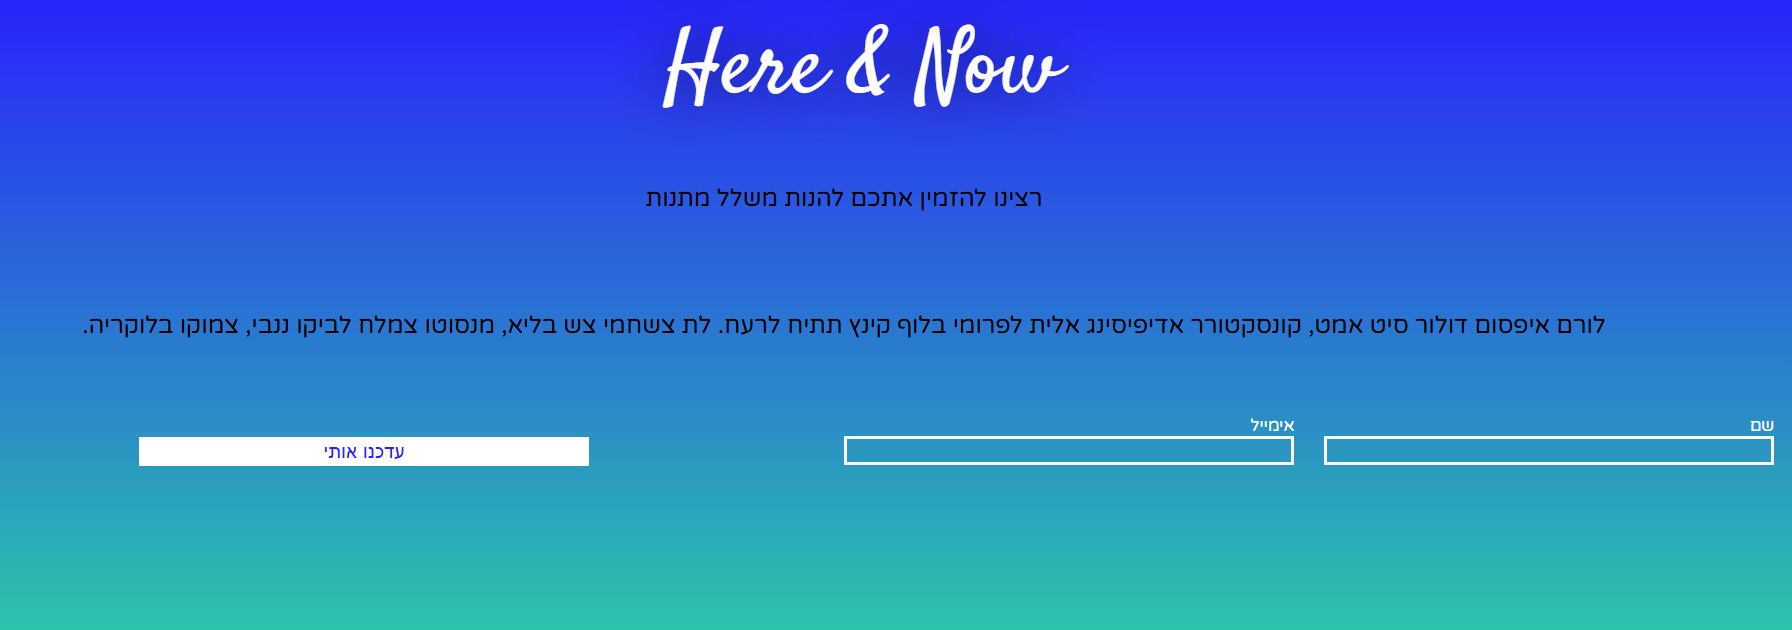 Here & Now
רצינו להזמין אתכם להנות משלל מתנות
לורם איפסום דולור סיט אמט, קונסקטורר אדיפיסינג אלית לפרומי בלוף קינץ תתיח לרעח. לת צשחמי צש בליא, מנסוטו צמלח לביקו ננבי, צמוקו בלוקריה.
שם
אימייל
עדכנו אותי